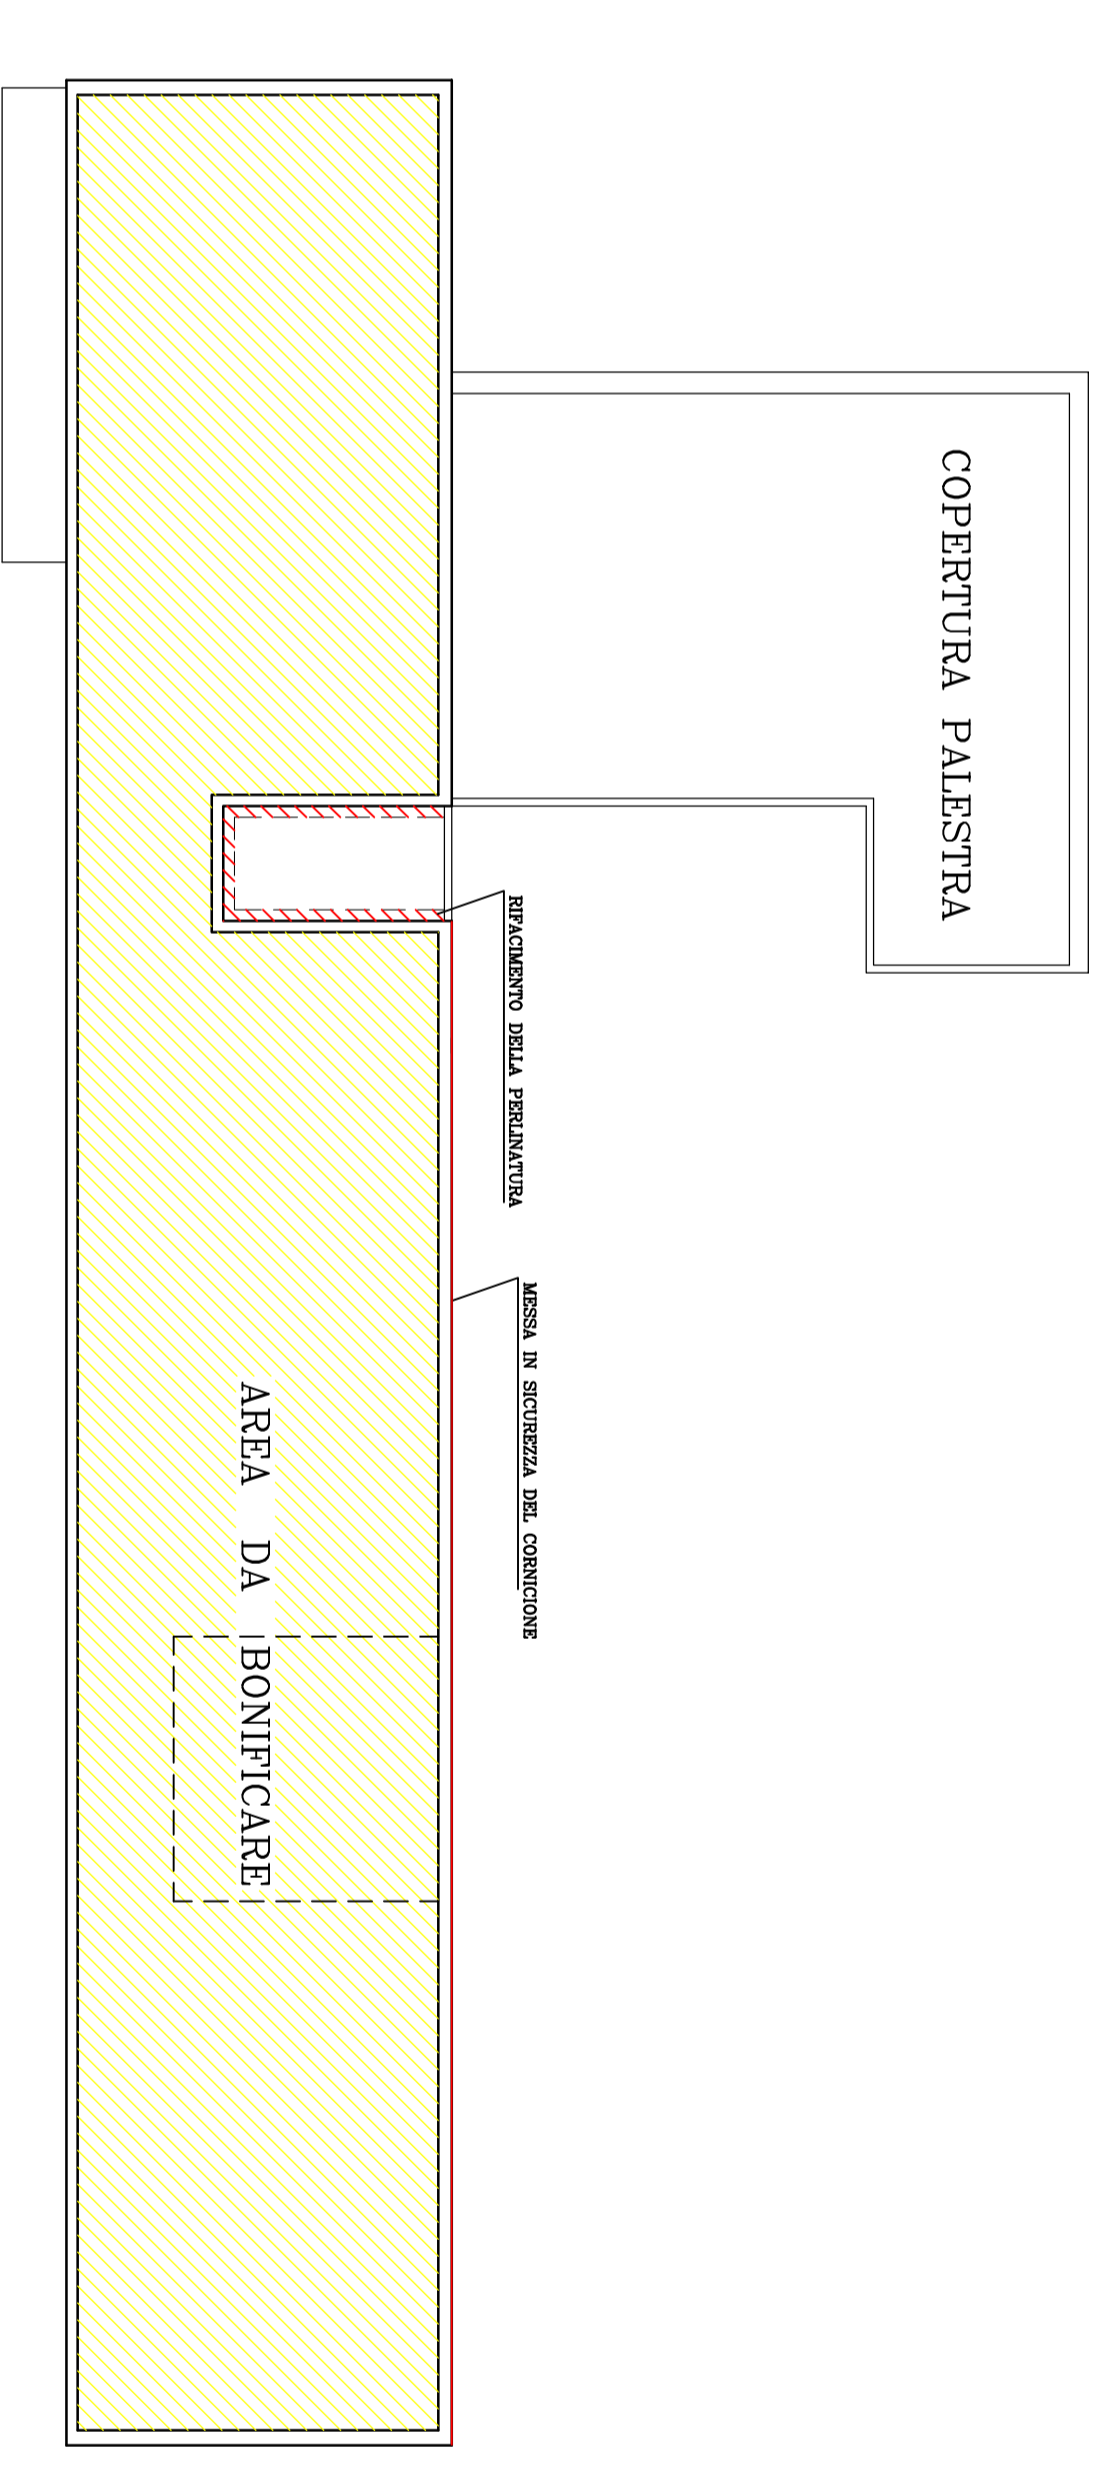 COPERTURA PALESTRA
RIFACIMENTO DELLA PERLINATURA
MESSA IN SICUREZZA DEL CORNICIONE
AREA DA BONIFICARE